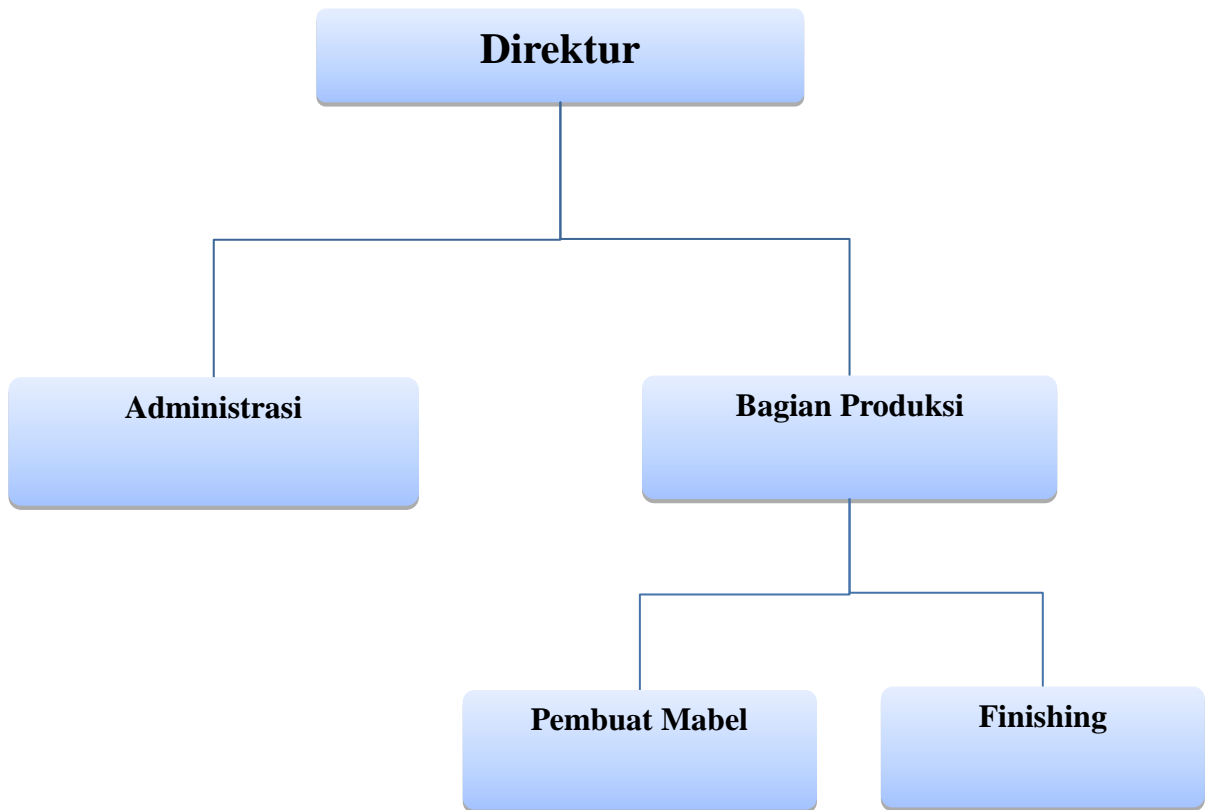 Direktur
Administrasi
Bagian Produksi
Pembuat Mabel
Finishing